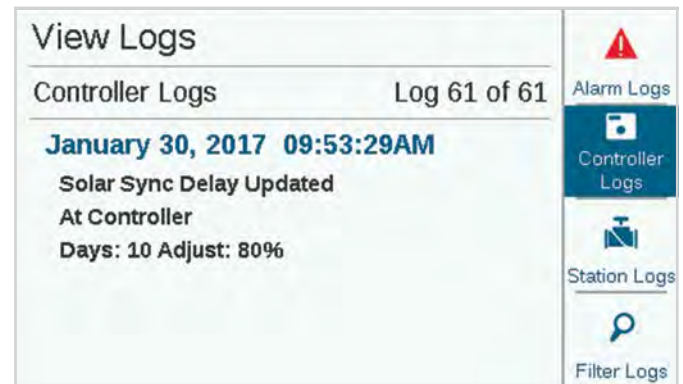 View Logs
Controller Logs Log 61 of 61
January 30, 2017 09:53:29AM
Solar Sync Delay Updated
At Controller
Days: 10 Adjust: 80%
Alarm Logs
Controller
Logs
Station Logs
Filter Logs